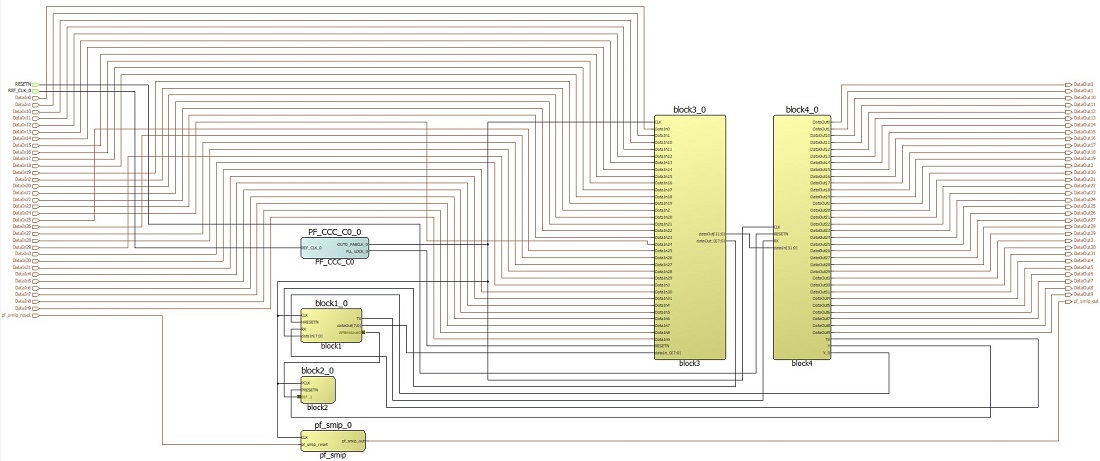 RESETN
REF_CLK_0
DataIn0
DataIn1
DataIn10
DataIn11
DataIn12
DataIn13
DataIn14
DataIn15
DataIn16
DataIn17
DataIn18
DataIn19
DataIn2
DataIn20
DataIn21
DataIn22
DataIn23
DataIn24
DataIn25
DataIn26
DataIn27
DataIn28
DataIn29
DataIn3
DataIn30
DataIn31
DataIn4
DataIn5
DataIn6
DataIn7
DataIn8
DataIn9
pf_smip_reset
PF_CCC_C0_0
REF_CLK_0
OUT0_FABCLK_0
PLL_LOCK_0
PF_CCC_C0
block1_0
CLK
RESETN
RX
dataIn[7:0]
TX
dataOut[7:0]
block1
block2_0
PCLK
PRESETN
block2
pf_smip_0
CLK
pf_smip_reset
pf_smip_out
pf_smip
block3_0
CLK
DataIn0
DataIn1
DataIn10
DataIn11
DataIn12
DataIn13
DataIn14
DataIn15
DataIn16
DataIn17
DataIn18
DataIn19
DataIn2
DataIn20
DataIn21
DataIn22
DataIn23
DataIn24
DataIn25
DataIn26
DataIn27
DataIn28
DataIn29
DataIn3
DataIn30
DataIn31
DataIn4
DataIn5
DataIn6
DataIn7
DataIn8
DataIn9
RESETN
dataIn_0[7:0]
dataOut[31:0]
dataOut_0[7:0]
block3
block4_0
CLK
RESETN
RX
dataIn[31:0]
DataOut0
DataOut1
DataOut10
DataOut11
DataOut12
DataOut13
DataOut14
DataOut15
DataOut16
DataOut17
DataOut18
DataOut19
DataOut2
DataOut20
DataOut21
DataOut22
DataOut23
DataOut24
DataOut25
DataOut26
DataOut27
DataOut28
DataOut29
DataOut3
DataOut30
DataOut31
DataOut4
DataOut5
DataOut6
DataOut7
DataOut8
DataOut9
TX
Y
Y_0
block4
DataOut0
DataOut1
DataOut10
DataOut11
DataOut12
DataOut13
DataOut14
DataOut15
DataOut16
DataOut17
DataOut18
DataOut19
DataOut2
DataOut20
DataOut21
DataOut22
DataOut23
DataOut24
DataOut25
DataOut26
DataOut27
DataOut28
DataOut29
DataOut3
DataOut30
DataOut31
DataOut4
DataOut5
DataOut6
DataOut7
DataOut8
DataOut9
pf_smip_out